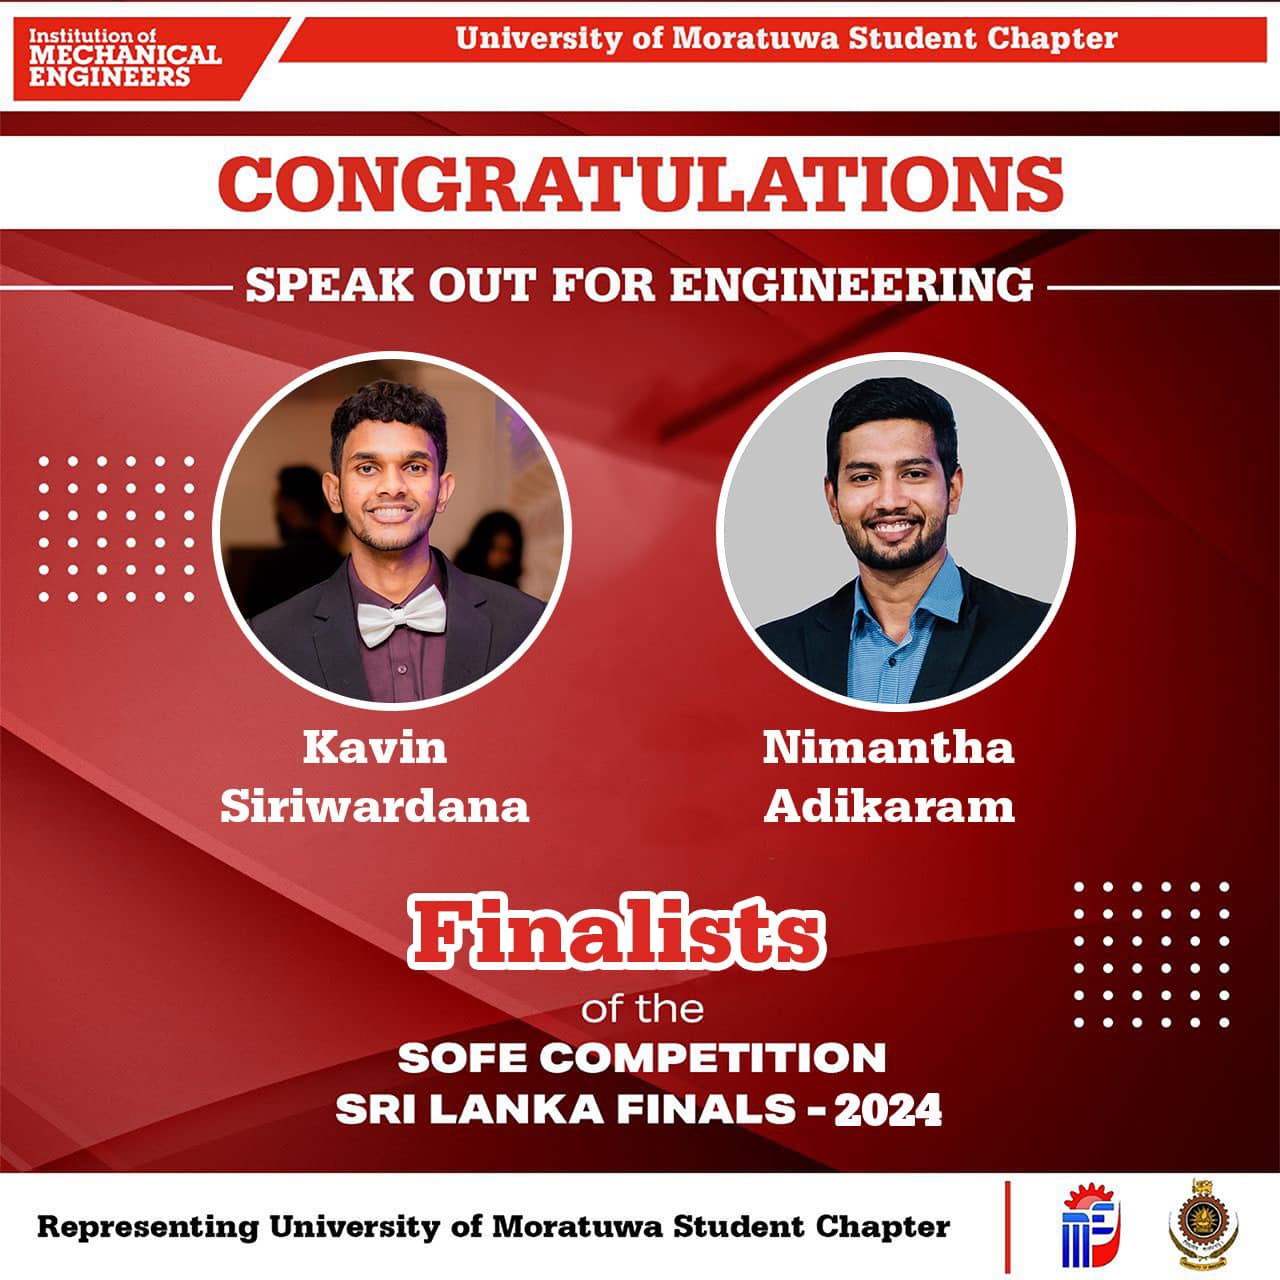 Institution of
MECHANICAL
ENGINEERS
University of Moratuwa Student Chapter
CONGRATULATIONS
SPEAK OUT FOR ENGINEERING
Kavin
Siriwardana
Nimantha
Adikaram
Finalists
of the
SOFE COMPETITION
SRI LANKA FINALS - 2024
Representing University of Moratuwa Student Chapter